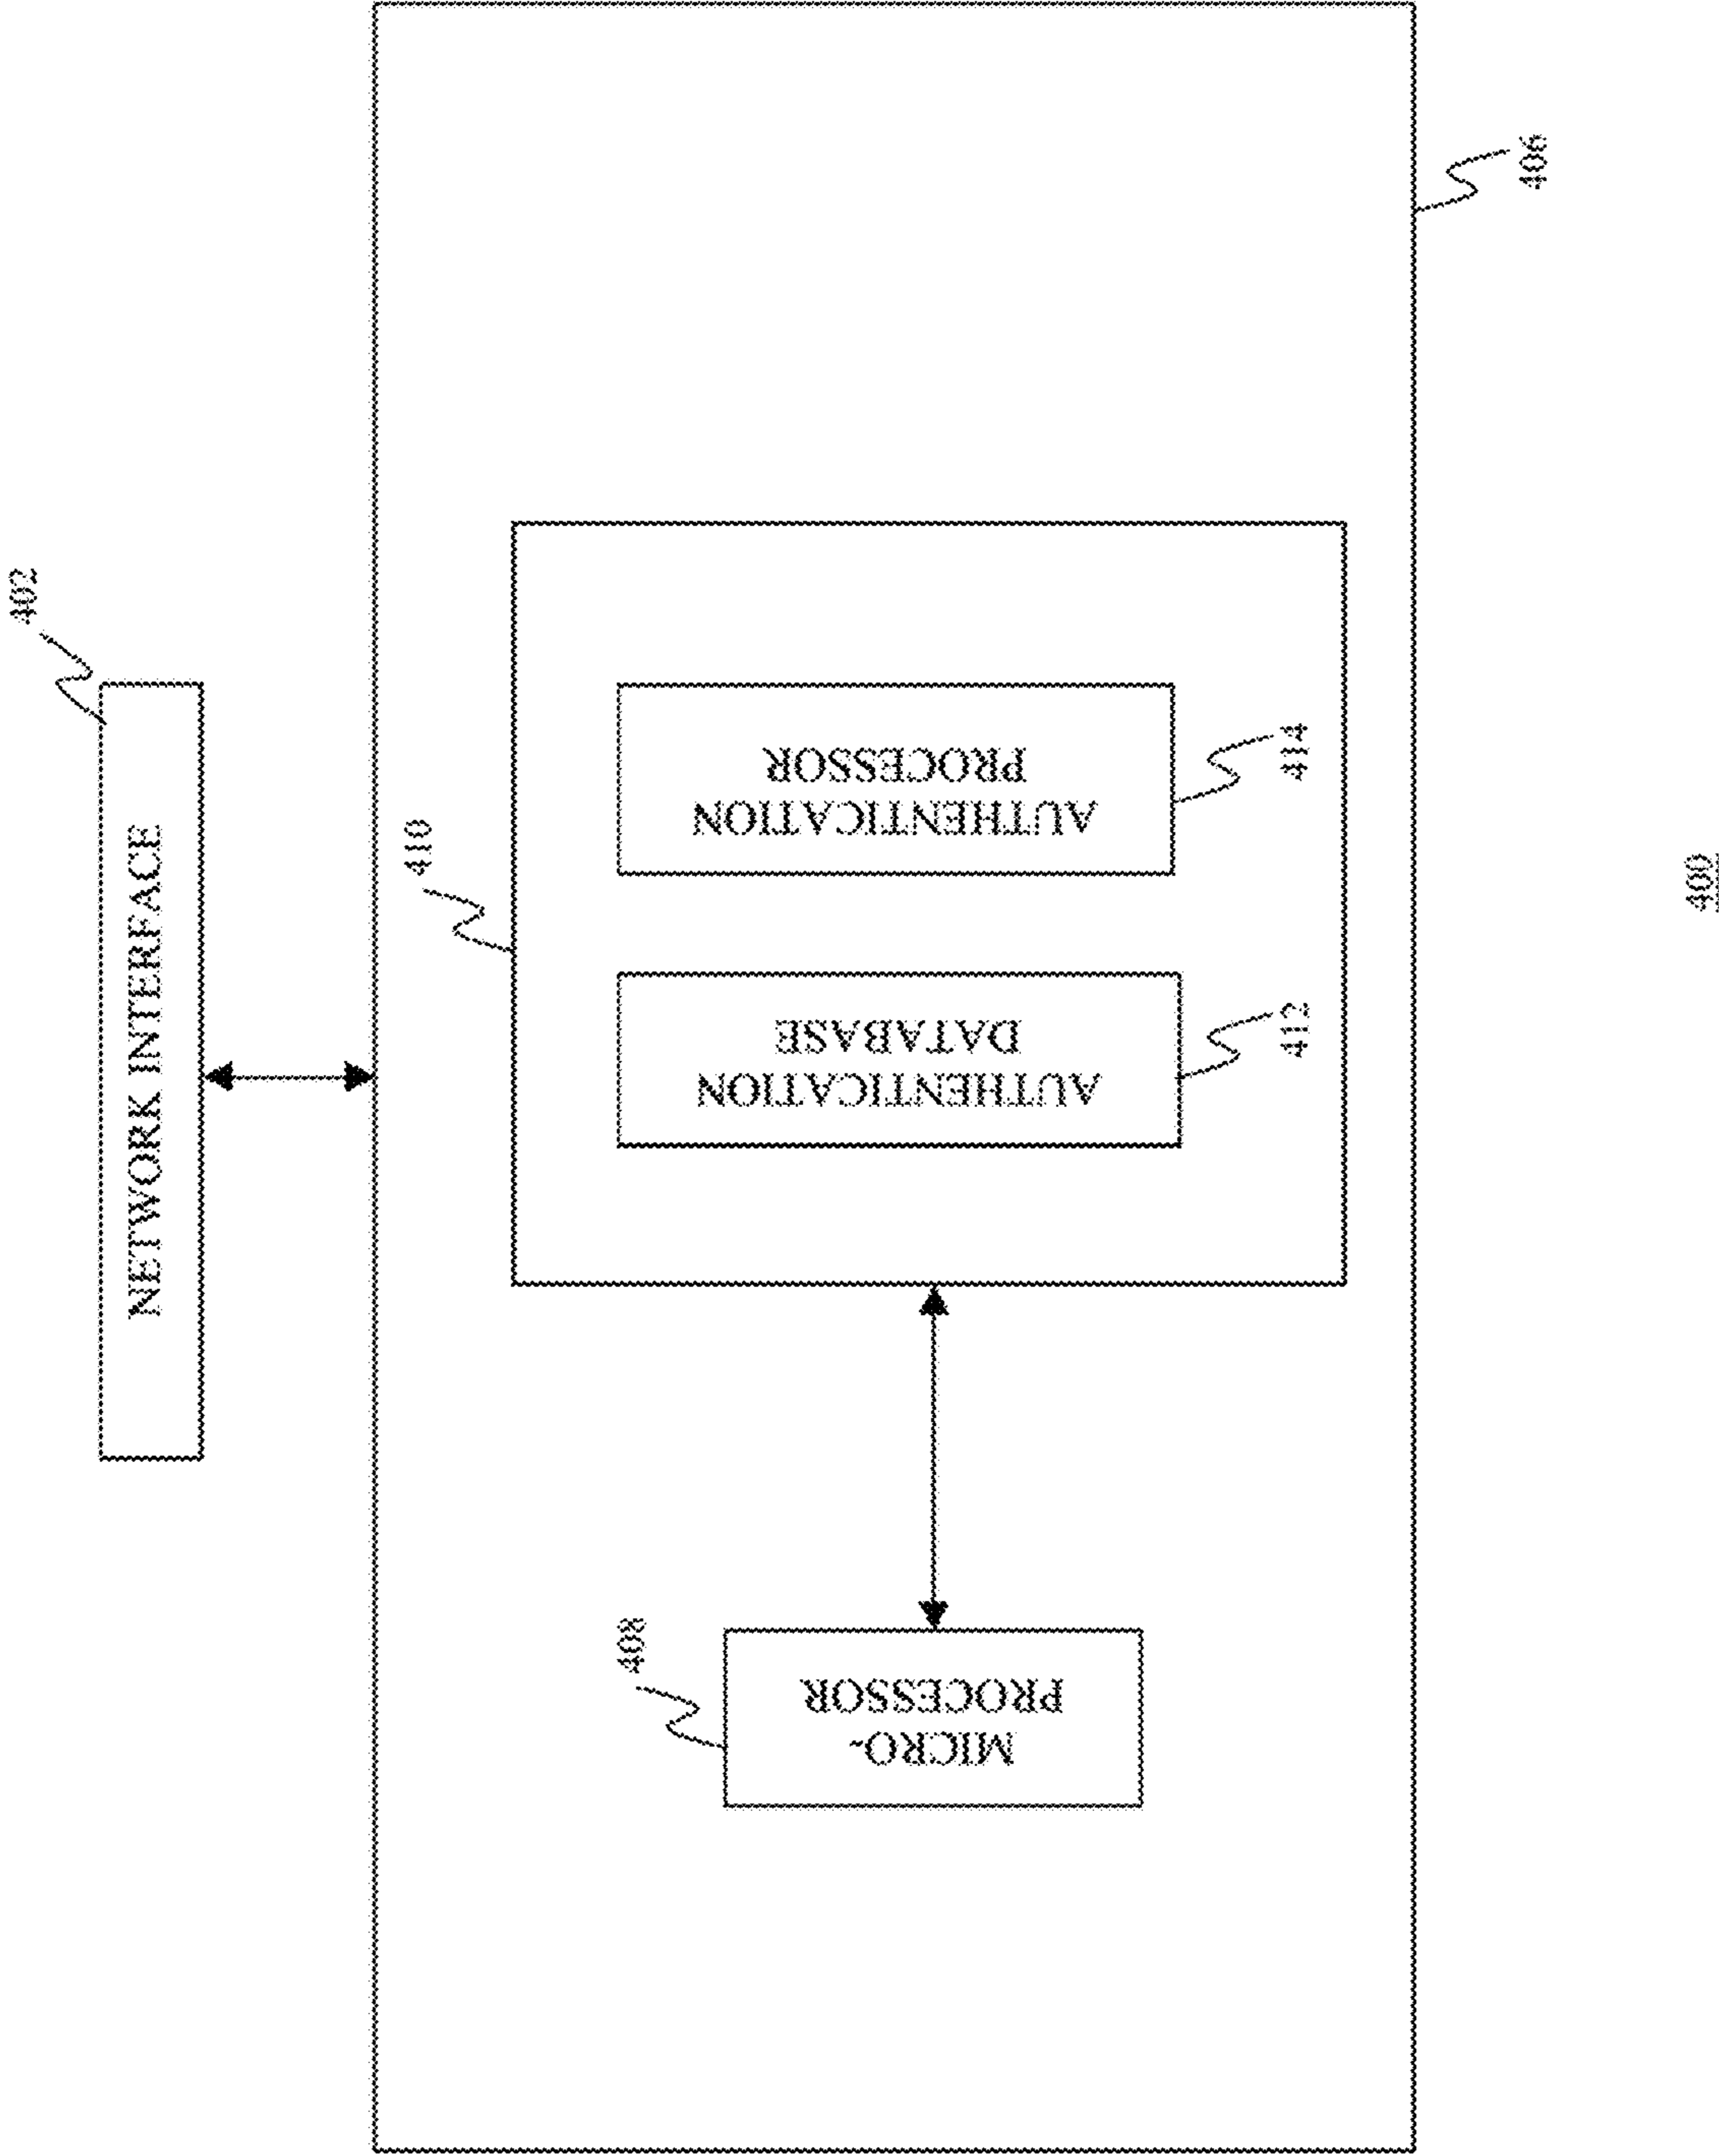 402
NETWORK INTERFACE
410
408
MICRO-
PROCESSOR
AUTHENTICATION
DATABASE
412
AUTHENTICATION
PROCESSOR
414
406
400